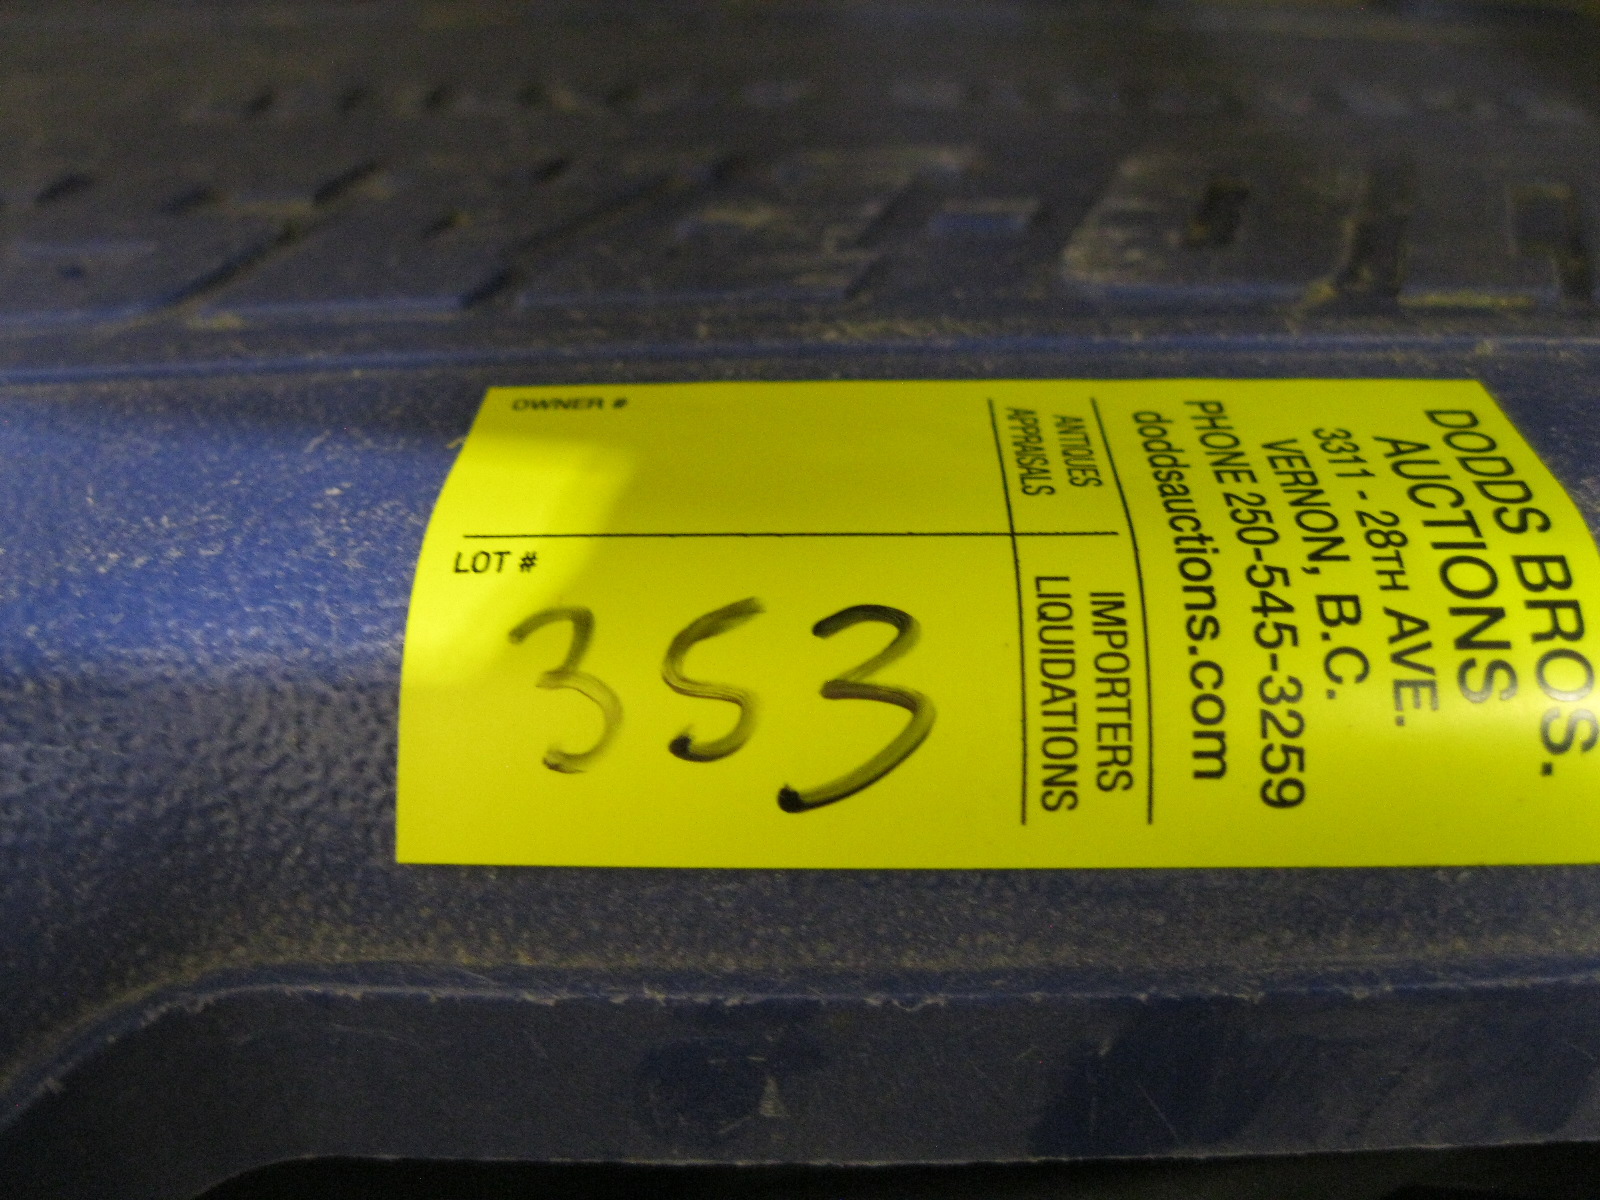 DODDS BROS.
AUCTIONS
3311 - 28TH AVE.
VERNON, B.C.
PHONE 250-545-3259
doddsauctions.com
ANTIQUES
APPRAISALS
IMPORTERS
LIQUIDATIONS
OWNER #
LOT #
353